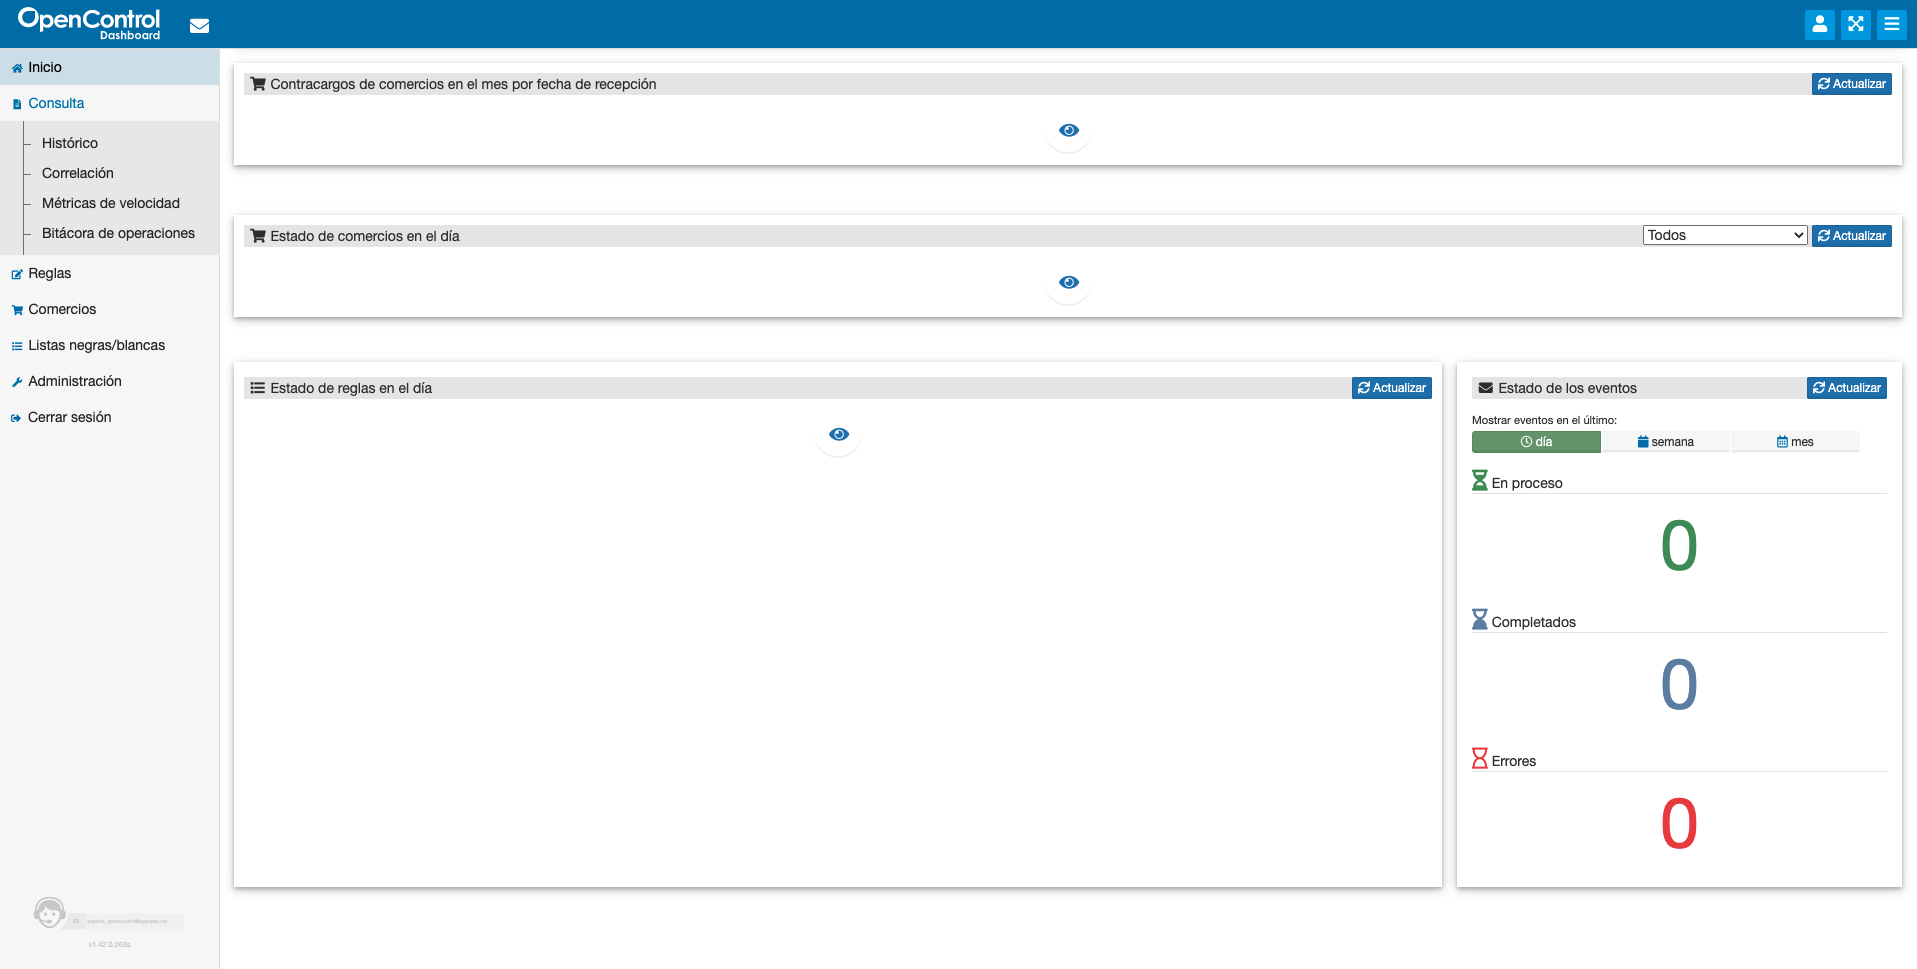 OpenControl
Dashboard
Inicio
Consulta
Histórico
Correlación
Métricas de velocidad
Bitácora de operaciones
Reglas
Comercios
Listas negras/blancas
Administración
Cerrar sesión
v1.42.0.263s
Contracargos de comercios en el mes por fecha de recepción
Actualizar
Estado de comercios en el día
Todos
Actualizar
Estado de reglas en el día
Actualizar
Estado de los eventos
Actualizar
Mostrar eventos en el último:
día
semana
mes
En proceso
0
Completados
0
Errores
0